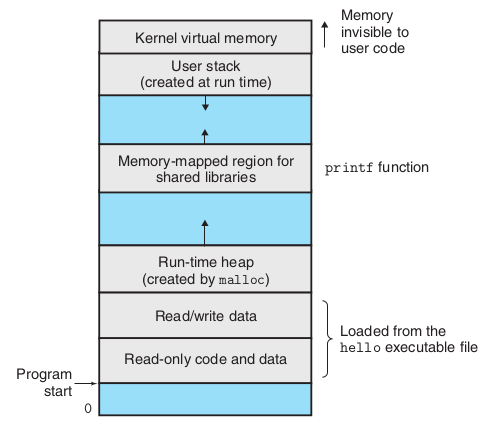 Kernel virtual memory
Memory
invisible to
user code
User stack
(created at run time)
Memory-mapped region for
shared libraries
printf function
Run-time heap
(created by malloc)
Read/write data
Loaded from the
hello executable file
Read-only code and data
Program
start
0